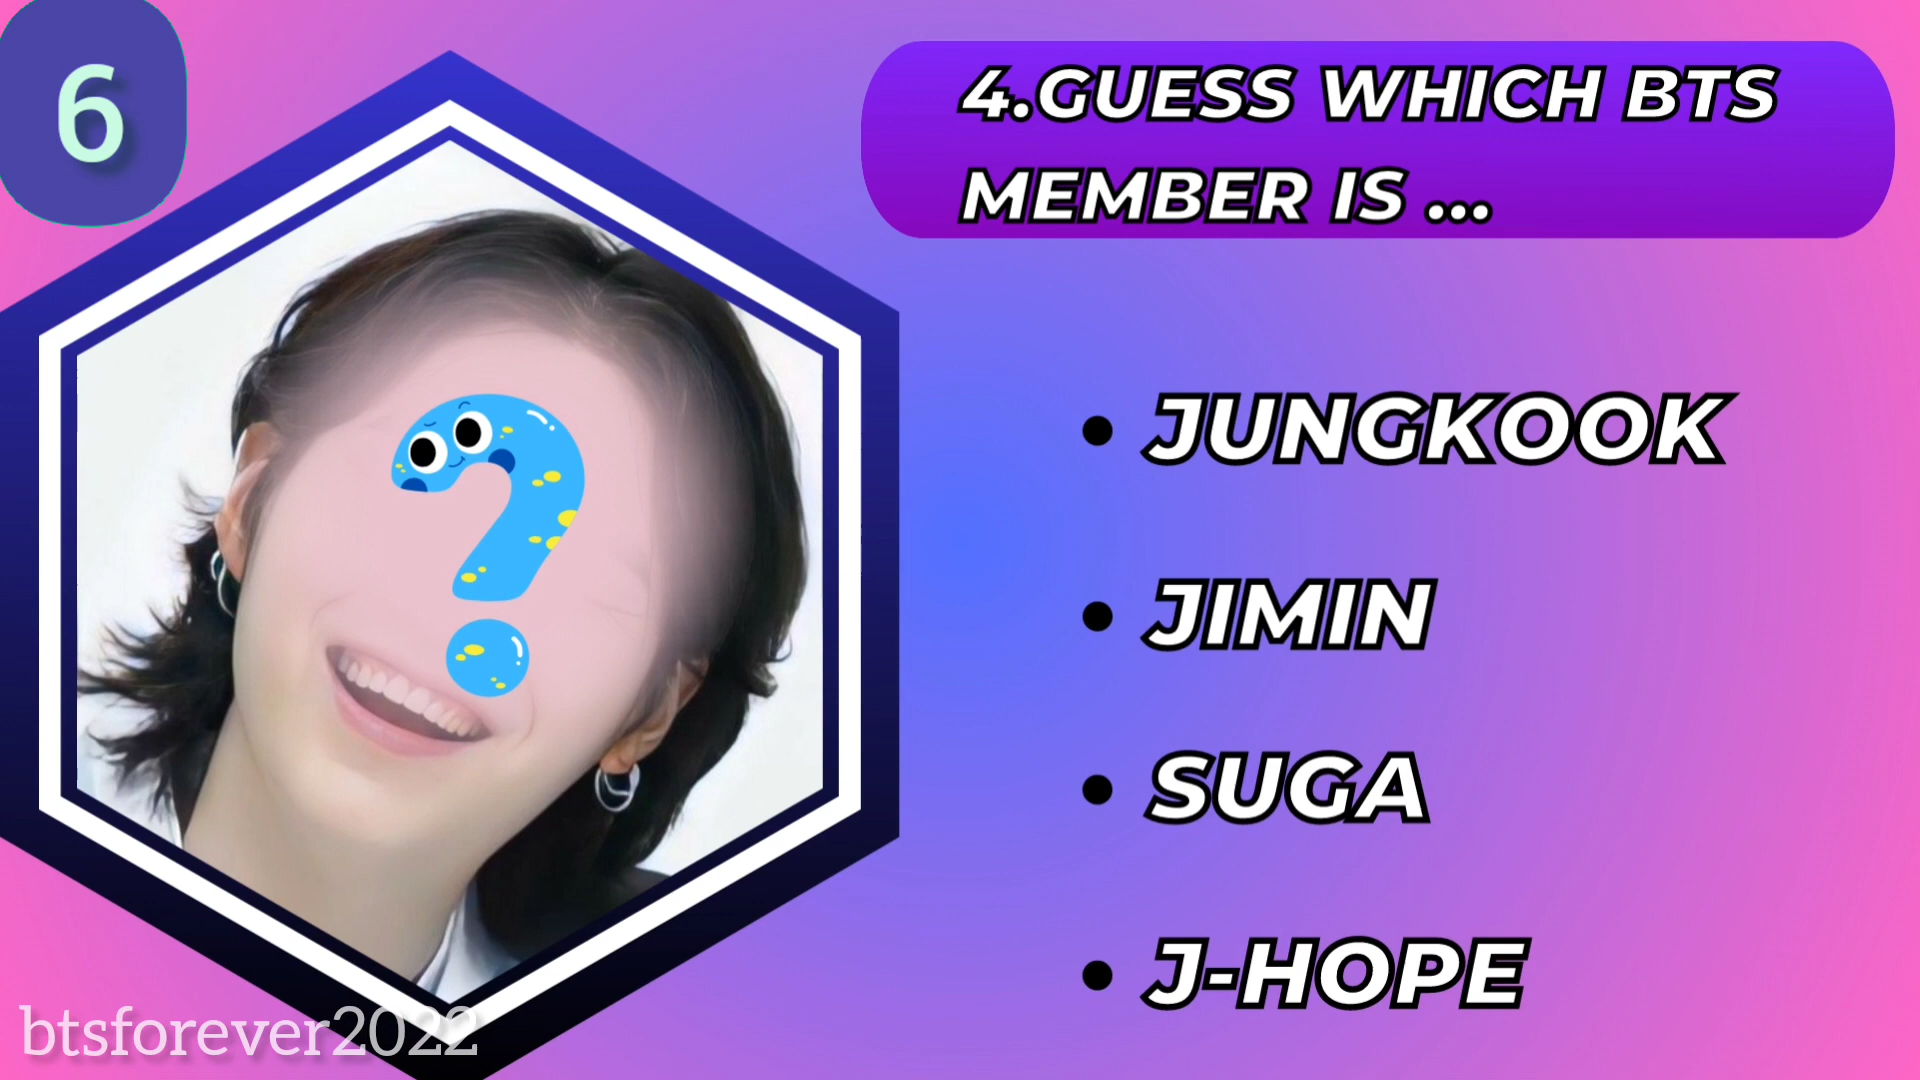 6
4.GUESS WHICH BTS
MEMBER IS ...
• JUNGKOOK
• JIMIN
• SUGA
• J-HOPE
btsforever2022